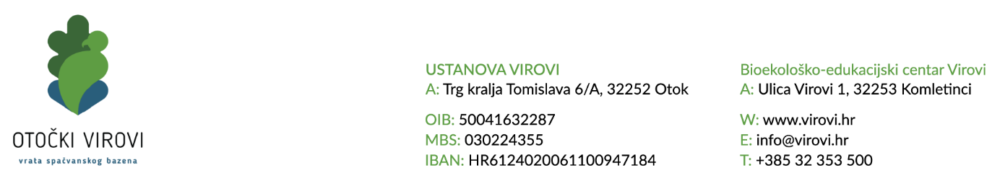 OTOČKI VIROVI
vrata spačvanskog bazena
USTANOVA VIROVI
A: Trg kralja Tomislava 6/A, 32252 Otok
OIB: 50041632287
MBS: 030224355
IBAN: HR6124020061100947184
Bioekološko-edukacijski centar Virovi
A: Ulica Virovi 1, 32253 Komletinci
W: www.virovi.hr
E: info@virovi.hr
T: +385 32 353 500